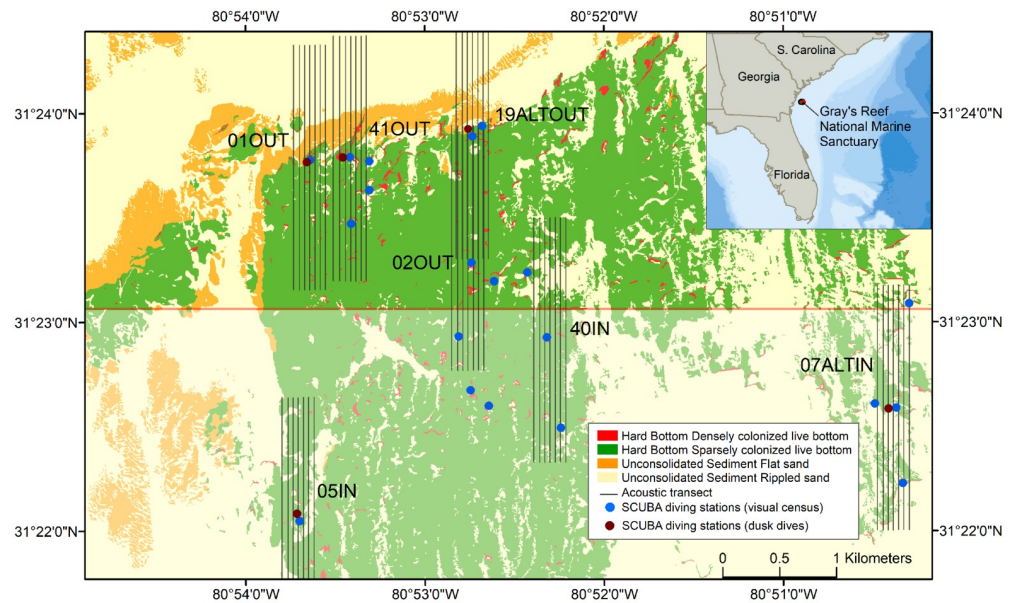 80°54'0"W 80°53'0"W 80°52'0"W 80°51'0"W
S. Carolina
Georgia
Gray's Reef
National Marine
Sanctuary
Florida
31°24'0"N 31°24'0"N
19ALTOUT
41OUT
01OUT
02OUT
31°23'0"N 31°23'0"N
40IN
07ALTIN
Hard Bottom Densely colonized live bottom
Hard Bottom Sparsely colonized live bottom
Unconsolidated Sediment Flat sand
Unconsolidated Sediment Rippled sand
Acoustic transect
SCUBA diving stations (visual census)
SCUBA diving stations (dusk dives)
05IN
31°22'0"N 31°22'0"N
0 0.5 1 Kilometers
80°54'0"W 80°53'0"W 80°52'0"W 80°51'0"W